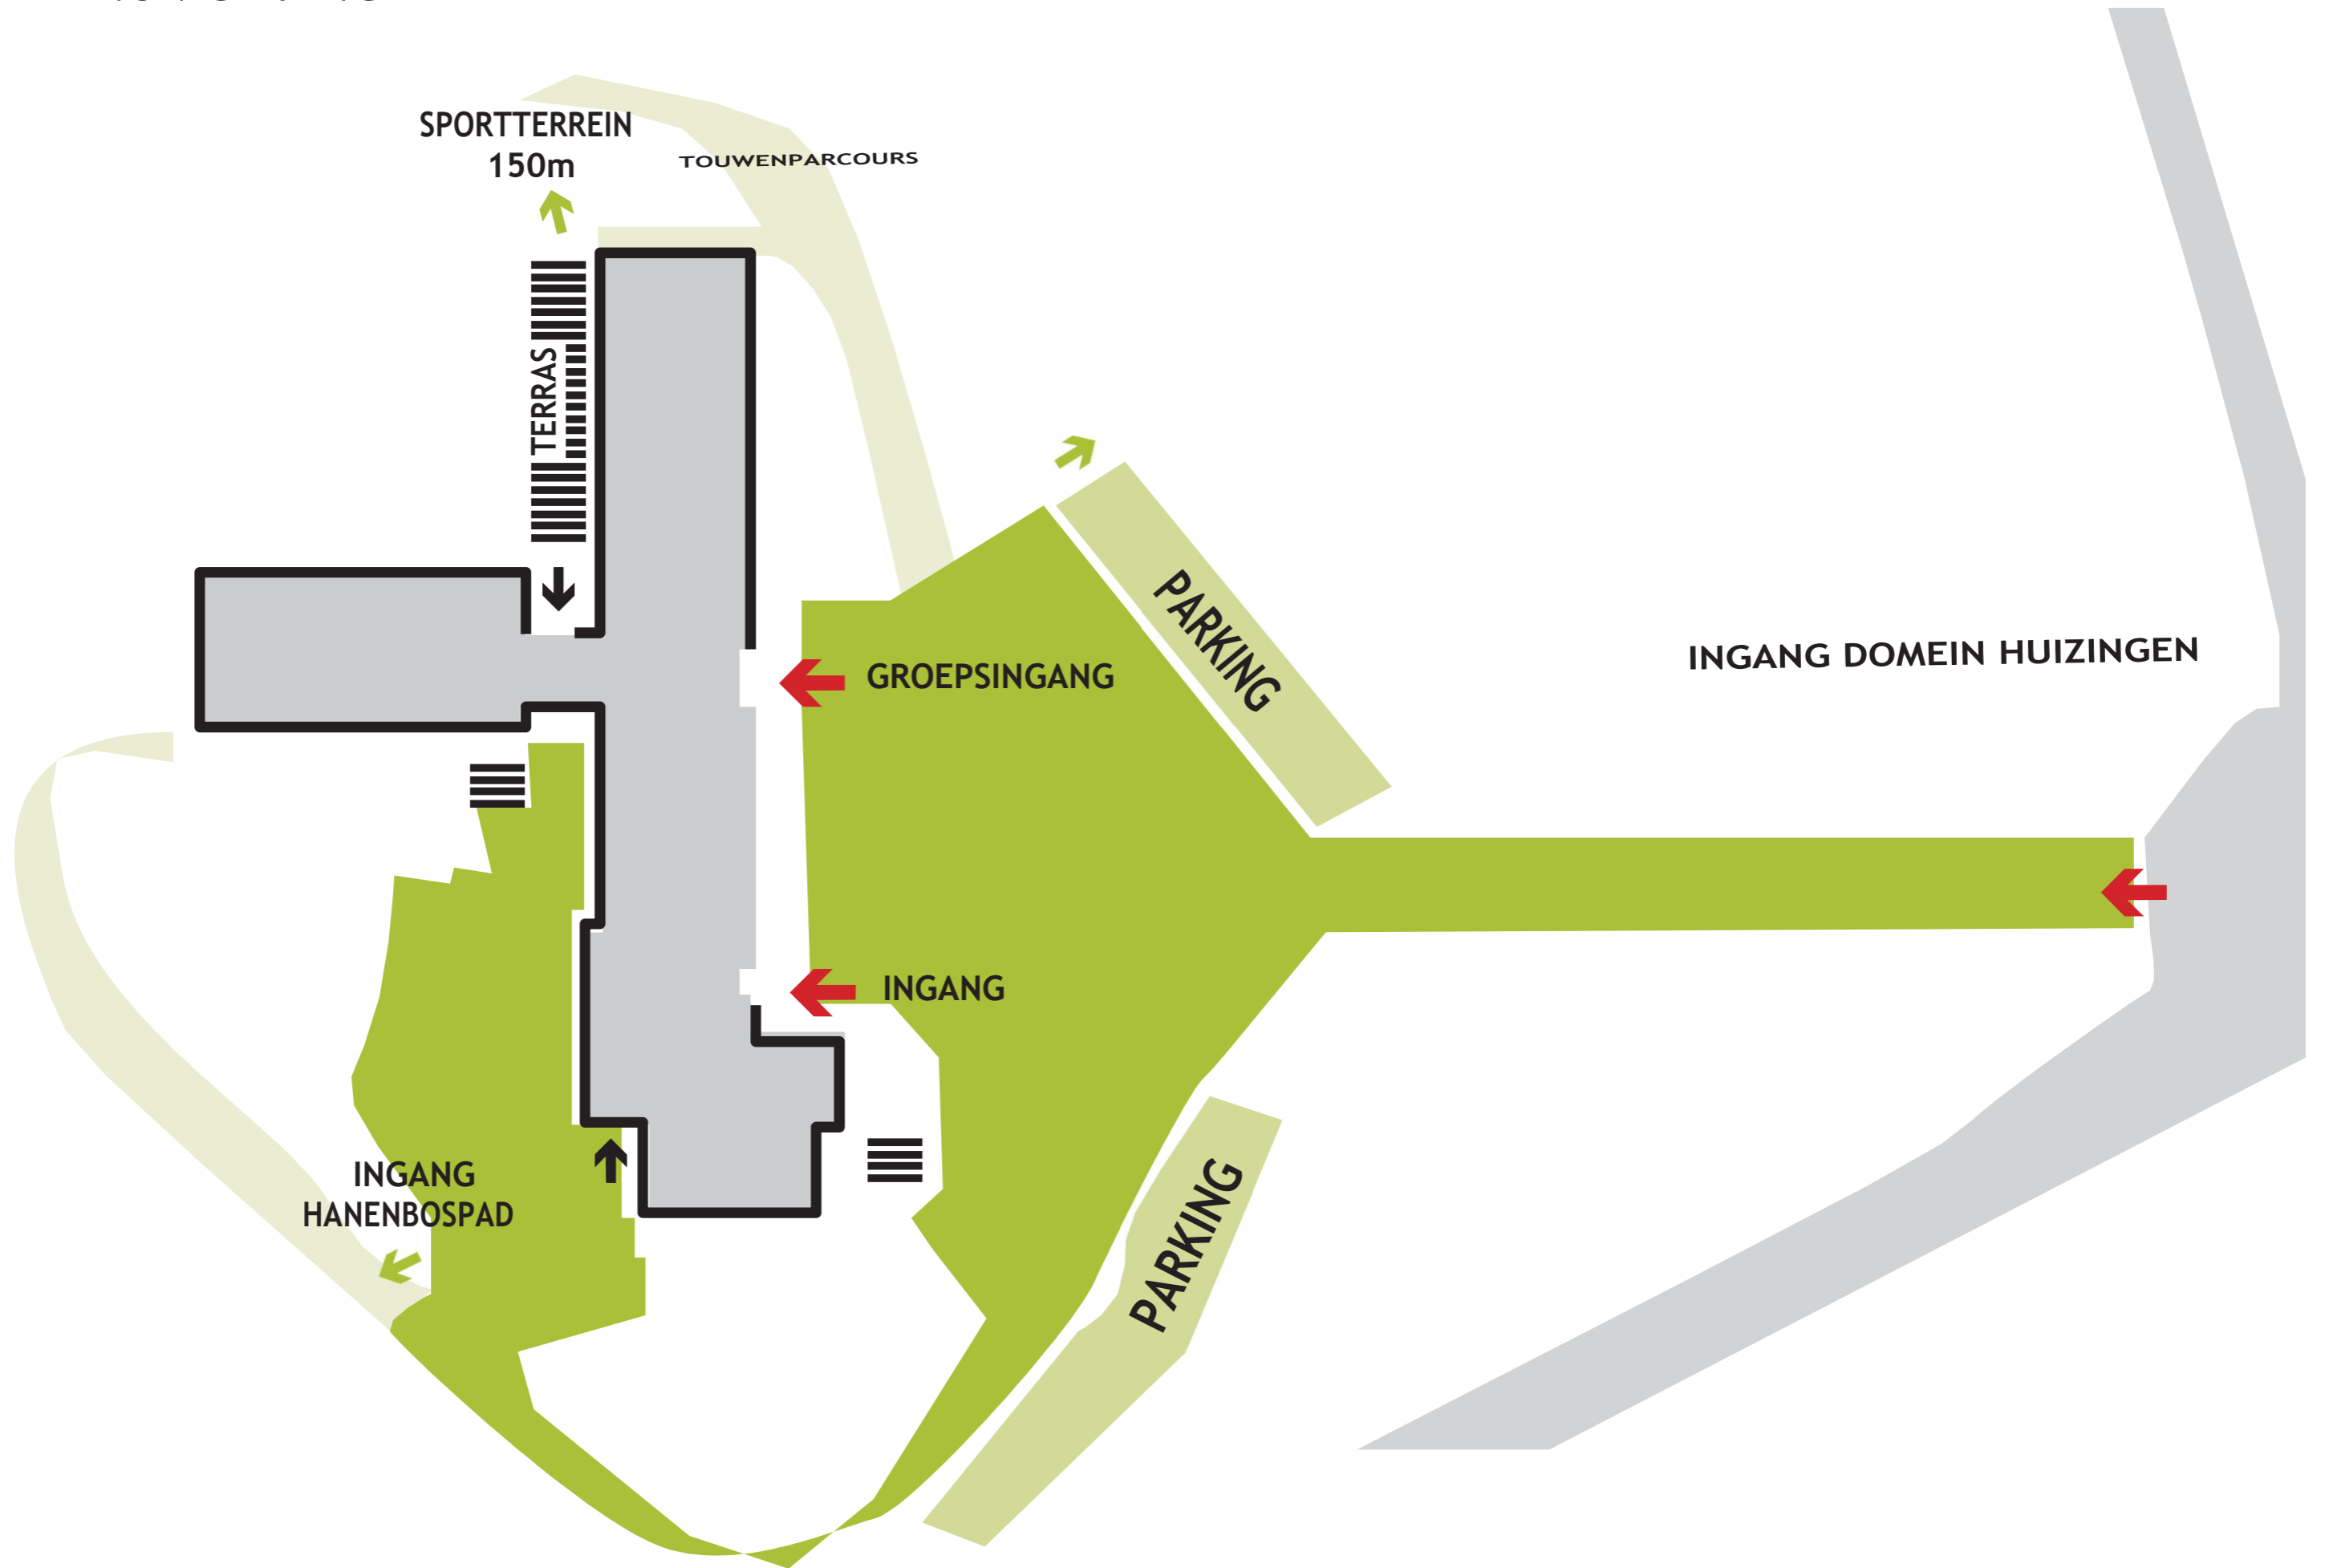 SPORTTERREIN
150m
TOUWENPARCOURS
TERRAS
PARKING
INGANG DOMEIN HUIZINGEN
GROEPSINGANG
INGANG
INGANG
HANENBOSPAD
PARKING